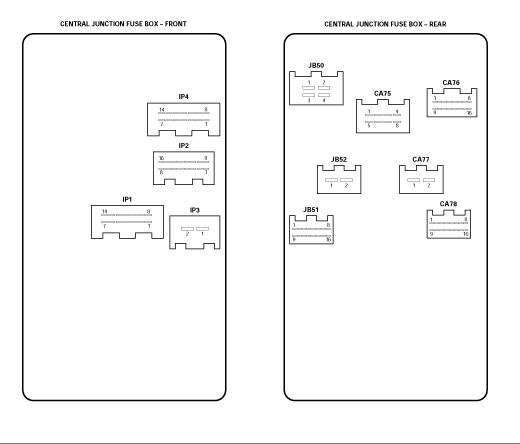 CENTRAL JUNCTION FUSE BOX – FRONT
IP4
14 8
7 1
IP2
16 9
8 1
IP1
14 8
7 1
IP3
2 1
CENTRAL JUNCTION FUSE BOX – REAR
JB50
1 2
3 4
CA75
1 4
5 8
CA76
1 8
9 16
JB52
1 2
CA77
1 2
JB51
1 8
9 16
CA78
1 8
9 16